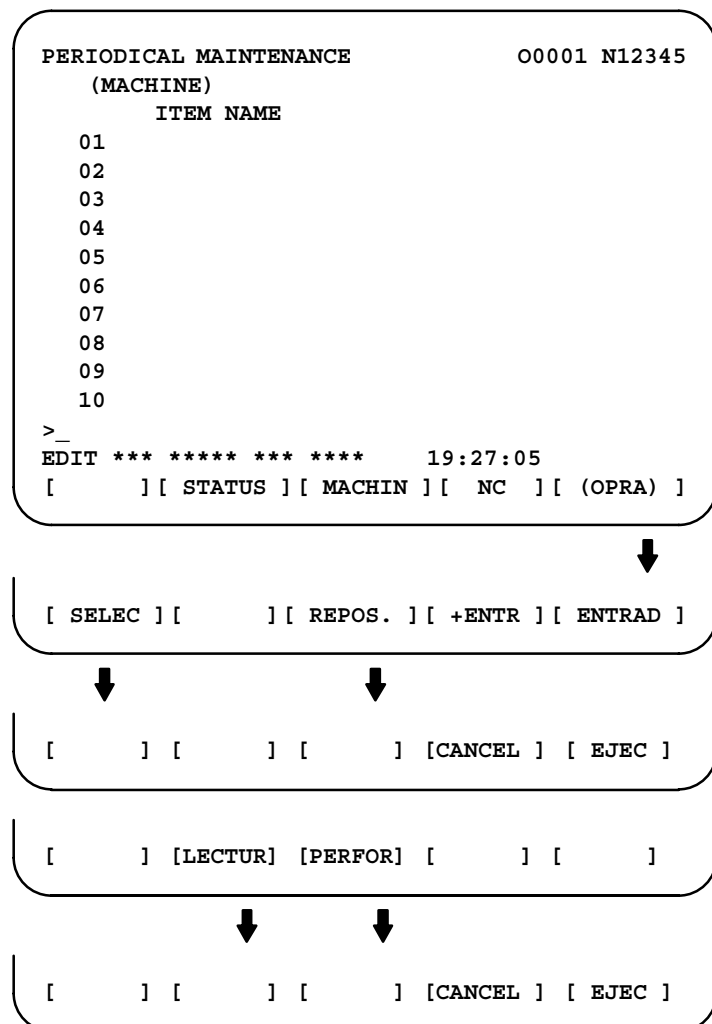 PERIODICAL MAINTENANCE O0001 N12345
(MACHINE)
ITEM NAME
01
02
03
04
05
06
07
08
09
10
>_
EDIT *** ***** *** **** 19:27:05
[ ][ STATUS ][ MACHIN ][ NC ][ (OPRA) ]
[ SELEC ][ ][ REPOS. ][ +ENTR ][ ENTRAD ]
[ ] [ ] [ ] [CANCEL ] [ EJEC ]
[ ] [LECTUR] [PERFOR] [ ] [ ]
[ ] [ ] [ ] [CANCEL ] [ EJEC ]